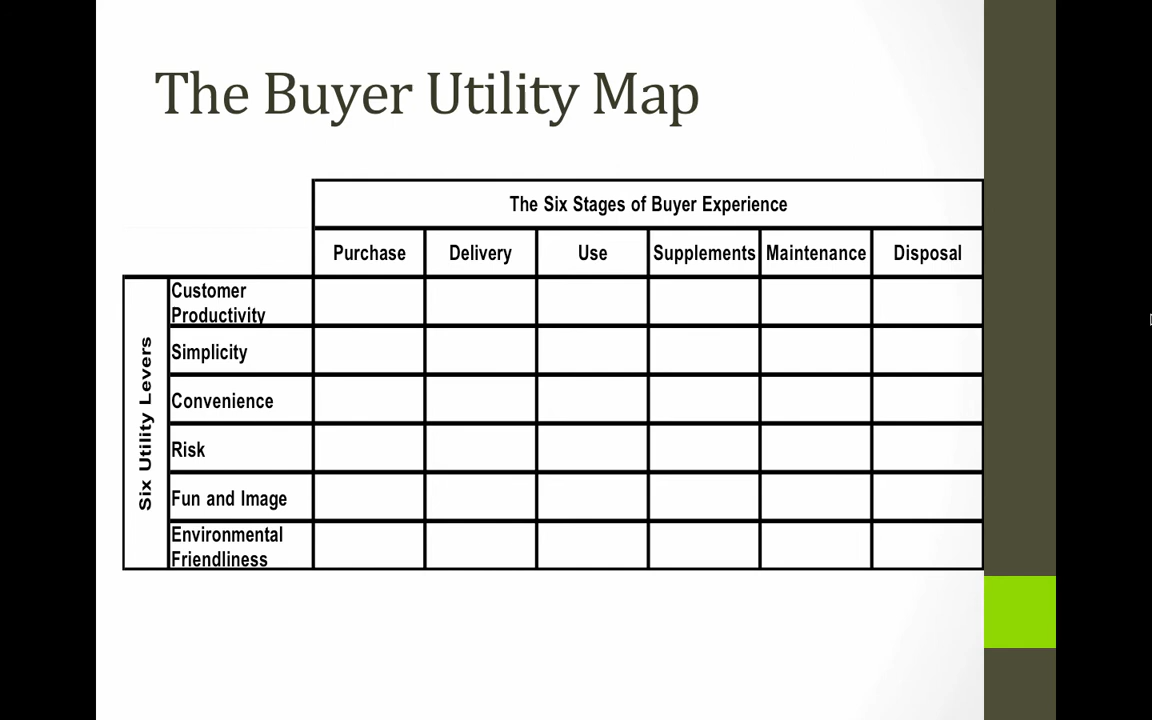 The Buyer Utility Map
The Six Stages of Buyer Experience
Purchase Delivery Use Supplements Maintenance Disposal
Six Utility Levers
Customer
Productivity
Simplicity
Convenience
Risk
Fun and Image
Environmental
Friendliness